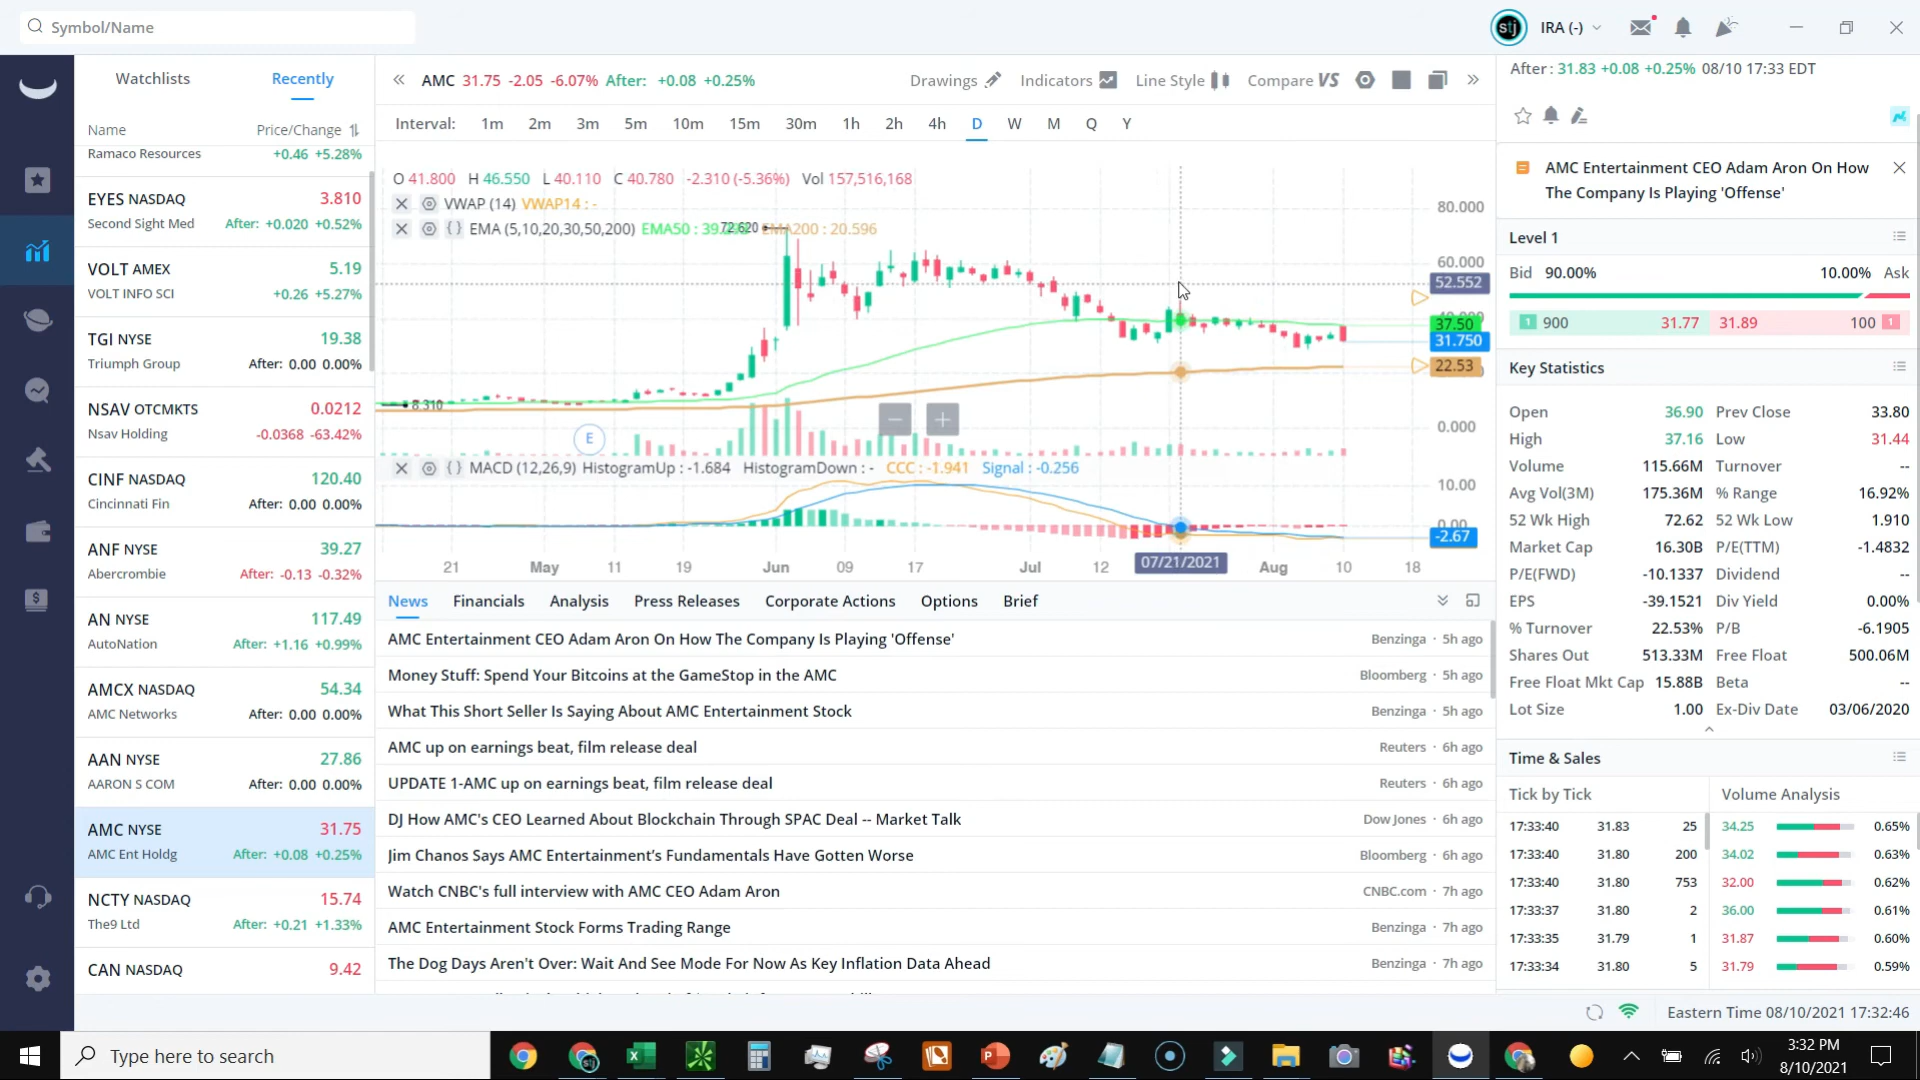 Symbol/Name
stj IRA (-)
Watchlists Recently
Name Price/Change
Ramaco Resources +0.46 +5.28%
EYES NASDAQ 3.810
Second Sight Med After: +0.020 +0.52%
VOLT AMEX 5.19
VOLT INFO SCI +0.26 +5.27%
TGI NYSE 19.38
Triumph Group After: 0.00 0.00%
NSAV OTCMKTS 0.0212
Nsav Holding -0.0368 -63.42%
CINF NASDAQ 120.40
Cincinnati Fin After: 0.00 0.00%
ANF NYSE 39.27
Abercrombie After: -0.13 -0.32%
AN NYSE 117.49
AutoNation After: +1.16 +0.99%
AMCX NASDAQ 54.34
AMC Networks After: 0.00 0.00%
AAN NYSE 27.86
AARON S COM After: 0.00 0.00%
AMC NYSE 31.75
AMC Ent Holdg After: +0.08 +0.25%
NCTY NASDAQ 15.74
The9 Ltd After: +0.21 +1.33%
CAN NASDAQ 9.42
AMC 31.75 -2.05 -6.07% After: +0.08 +0.25% Drawings Indicators Line Style Compare VS
Interval: 1m 2m 3m 5m 10m 15m 30m 1h 2h 4h D W M Q Y
O 41.800 H 46.550 L 40.110 C 40.780 -2.310 (-5.36%) Vol 157,516,168
VWAP (14) VWAP14 : -
EMA (5,10,20,30,50,200) EMA50 : 39. EMA200 : 20.596
72.620
80.000
60.000
52.552
37.50
31.750
22.53
8.310
0.000
E
MACD (12,26,9) HistogramUp : -1.684 HistogramDown : - CCC : -1.941 Signal : -0.256
10.00
0.00
-2.67
21 May 11 19 Jun 09 17 Jul 12 07/21/2021 Aug 10 18
News Financials Analysis Press Releases Corporate Actions Options Brief
AMC Entertainment CEO Adam Aron On How The Company Is Playing 'Offense' Benzinga · 5h ago
Money Stuff: Spend Your Bitcoins at the GameStop in the AMC Bloomberg · 5h ago
What This Short Seller Is Saying About AMC Entertainment Stock Benzinga · 5h ago
AMC up on earnings beat, film release deal Reuters · 6h ago
UPDATE 1-AMC up on earnings beat, film release deal Reuters · 6h ago
DJ How AMC's CEO Learned About Blockchain Through SPAC Deal -- Market Talk Dow Jones · 6h ago
Jim Chanos Says AMC Entertainment's Fundamentals Have Gotten Worse Bloomberg · 6h ago
Watch CNBC's full interview with AMC CEO Adam Aron CNBC.com · 7h ago
AMC Entertainment Stock Forms Trading Range Benzinga · 7h ago
The Dog Days Aren't Over: Wait And See Mode For Now As Key Inflation Data Ahead Benzinga · 7h ago
After : 31.83 +0.08 +0.25% 08/10 17:33 EDT
AMC Entertainment CEO Adam Aron On How
The Company Is Playing 'Offense'
Level 1
Bid 90.00% 10.00% Ask
1 900 31.77 31.89 100 1
Key Statistics
Open 36.90 Prev Close 33.80
High 37.16 Low 31.44
Volume 115.66M Turnover --
Avg Vol(3M) 175.36M % Range 16.92%
52 Wk High 72.62 52 Wk Low 1.910
Market Cap 16.30B P/E(TTM) -1.4832
P/E(FWD) -10.1337 Dividend --
EPS -39.1521 Div Yield 0.00%
% Turnover 22.53% P/B -6.1905
Shares Out 513.33M Free Float 500.06M
Free Float Mkt Cap 15.88B Beta --
Lot Size 1.00 Ex-Div Date 03/06/2020
Time & Sales
Tick by Tick Volume Analysis
17:33:40 31.83 25 34.25 0.65%
17:33:40 31.80 200 34.02 0.63%
17:33:40 31.80 753 32.00 0.62%
17:33:37 31.80 2 36.00 0.61%
17:33:35 31.79 1 31.87 0.60%
17:33:34 31.80 5 31.79 0.59%
Eastern Time 08/10/2021 17:32:46
Type here to search
3:32 PM
8/10/2021